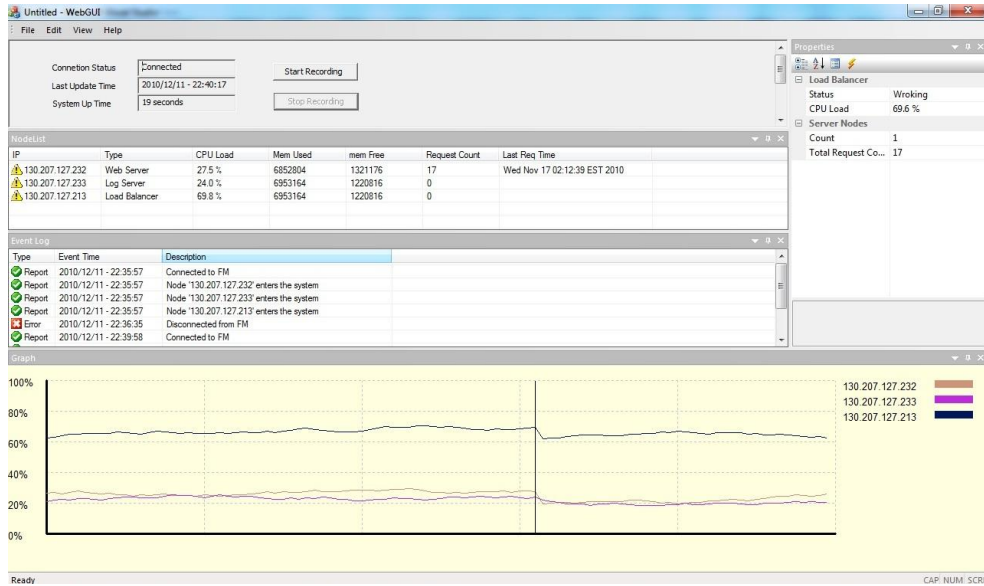 Untitled - WebGUI
File Edit View Help
Connetion Status Connected
Last Update Time 2010/12/11 - 22:40:17
System Up Time 19 seconds
Start Recording
Stop Recording
Properties
Load Balancer
Status Wroking
CPU Load 69.6 %
Server Nodes
Count 1
Total Request Co... 17
NodeList
IP Type CPU Load Mem Used mem Free Request Count Last Req Time
130.207.127.232 Web Server 27.5 % 6852804 1321176 17 Wed Nov 17 02:12:39 EST 2010
130.207.127.233 Log Server 24.0 % 6953164 1220816 0
130.207.127.213 Load Balancer 69.8 % 6953164 1220816 0
Event Log
Type Event Time Description
Report 2010/12/11 - 22:35:57 Connected to FM
Report 2010/12/11 - 22:35:57 Node '130.207.127.232' enters the system
Report 2010/12/11 - 22:35:57 Node '130.207.127.233' enters the system
Report 2010/12/11 - 22:35:57 Node '130.207.127.213' enters the system
Error 2010/12/11 - 22:36:35 Disconnected from FM
Report 2010/12/11 - 22:39:58 Connected to FM
Graph
100%
80%
60%
40%
20%
0%
130.207.127.232
130.207.127.233
130.207.127.213
Ready
CAP NUM SCR